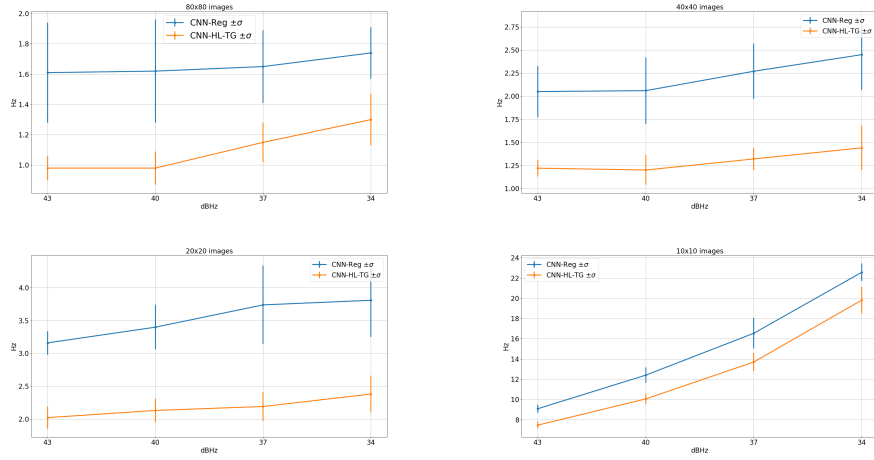 80x80 images
CNN-Reg ±σ
CNN-HL-TG ±σ
2.0
1.8
1.6
1.4
1.2
1.0
Hz
43
40
37
34
dBHz
40x40 images
CNN-Reg ±σ
CNN-HL-TG ±σ
2.75
2.50
2.25
2.00
1.75
1.50
1.25
1.00
Hz
43
40
37
34
dBHz
20x20 images
CNN-Reg ±σ
CNN-HL-TG ±σ
4.0
3.5
3.0
2.5
2.0
Hz
43
40
37
34
dBHz
10x10 images
CNN-Reg ±σ
CNN-HL-TG ±σ
24
22
20
18
16
14
12
10
8
Hz
43
40
37
34
dBHz